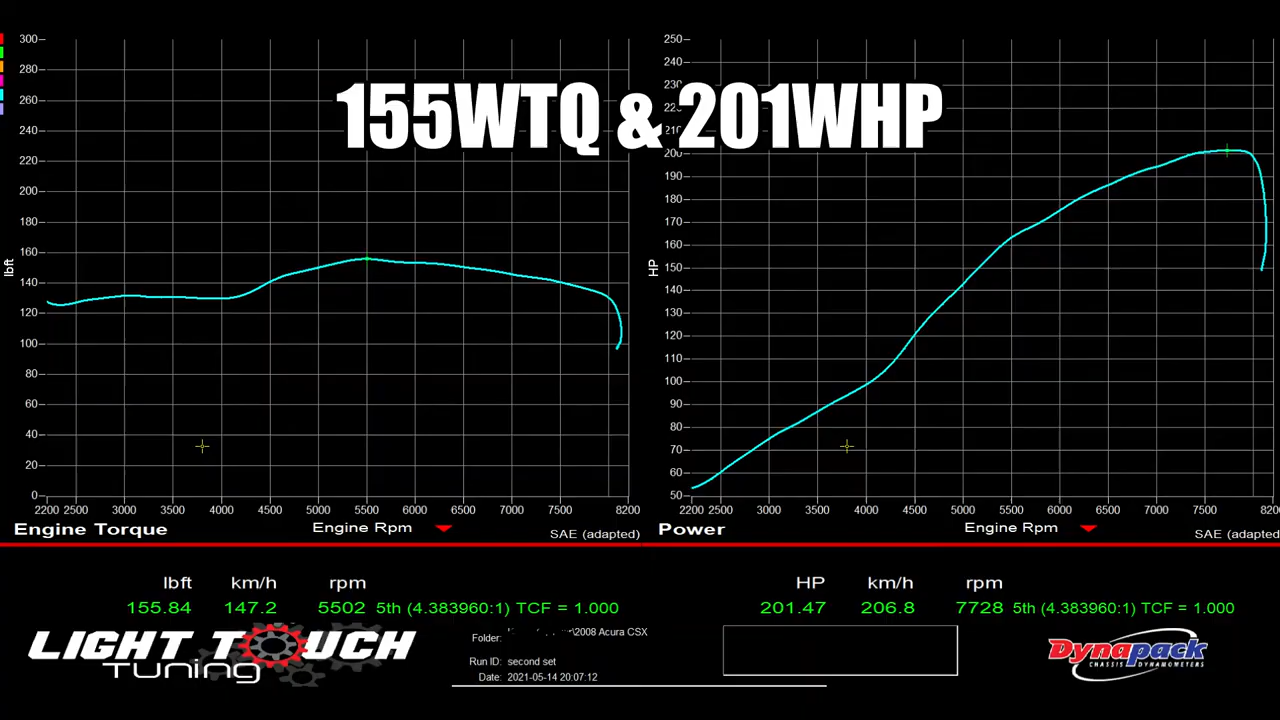 155WTQ & 201WHP
300
280
260
240
220
200
180
160
140
120
100
80
60
40
20
0
lbft
2200 2500 3000 3500 4000 4500 5000 5500 6000 6500 7000 7500 8200
Engine Torque
Engine Rpm
SAE (adapted)
250
240
230
220
210
200
190
180
170
160
150
140
130
120
110
100
90
80
70
60
50
HP
2200 2500 3000 3500 4000 4500 5000 5500 6000 6500 7000 7500 8200
Power
Engine Rpm
SAE (adapted)
lbft km/h rpm
155.84 147.2 5502 5th (4.383960:1) TCF = 1.000
HP km/h rpm
201.47 206.8 7728 5th (4.383960:1) TCF = 1.000
LIGHT TOUCH
Tuning
Folder: \2008 Acura CSX
Run ID: second set
Date: 2021-05-14 20:07:12
Dynapack
CHASSIS DYNAMOMETERS